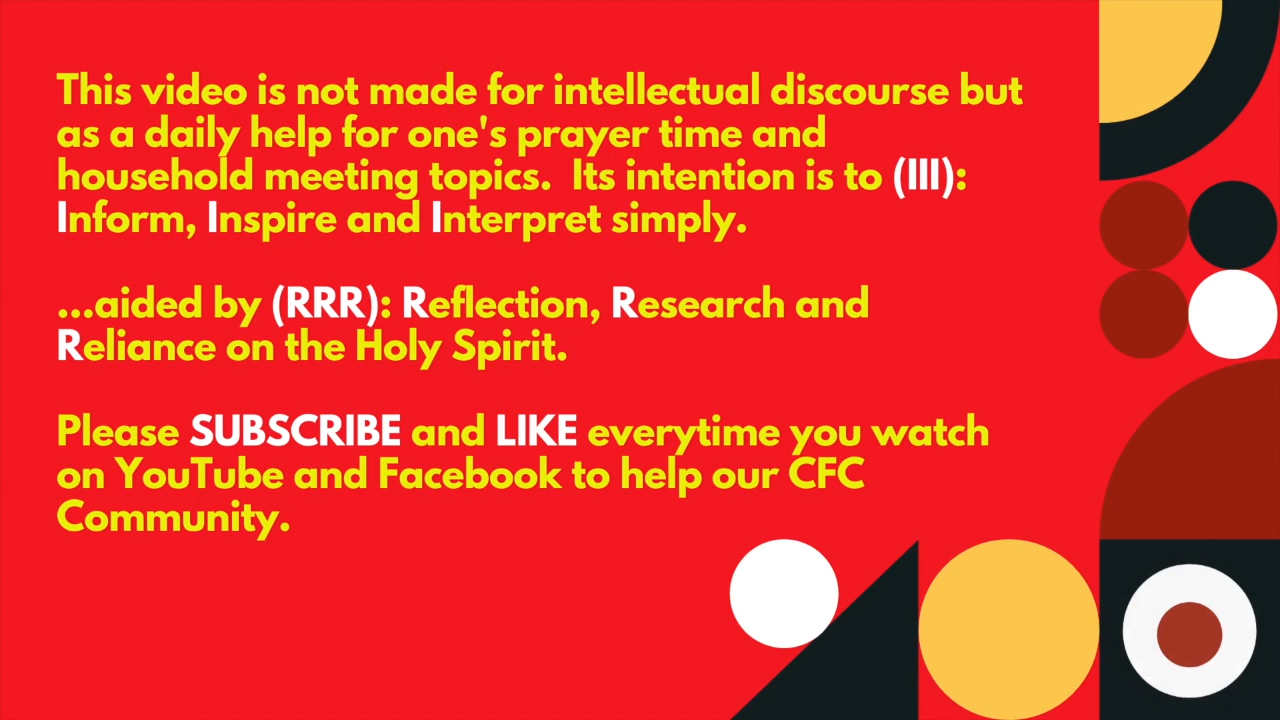 This video is not made for intellectual discourse but
as a daily help for one's prayer time and
household meeting topics.  Its intention is to (III):
Inform, Inspire and Interpret simply.
...aided by (RRR): Reflection, Research and
Reliance on the Holy Spirit.
Please SUBSCRIBE and LIKE everytime you watch
on YouTube and Facebook to help our CFC
Community.